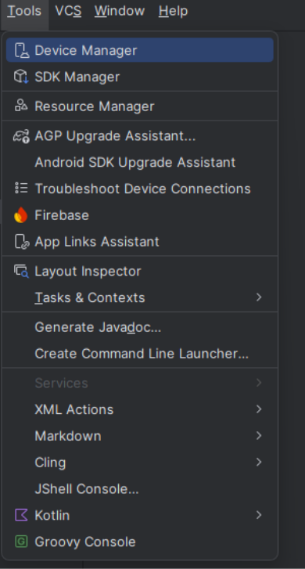 Tools VCS Window Help
Device Manager
SDK Manager
Resource Manager
AGP Upgrade Assistant...
Android SDK Upgrade Assistant
Troubleshoot Device Connections
Firebase
App Links Assistant
Layout Inspector
Tasks & Contexts
Generate Javadoc...
Create Command Line Launcher...
Services
XML Actions
Markdown
Cling
JShell Console...
Kotlin
Groovy Console